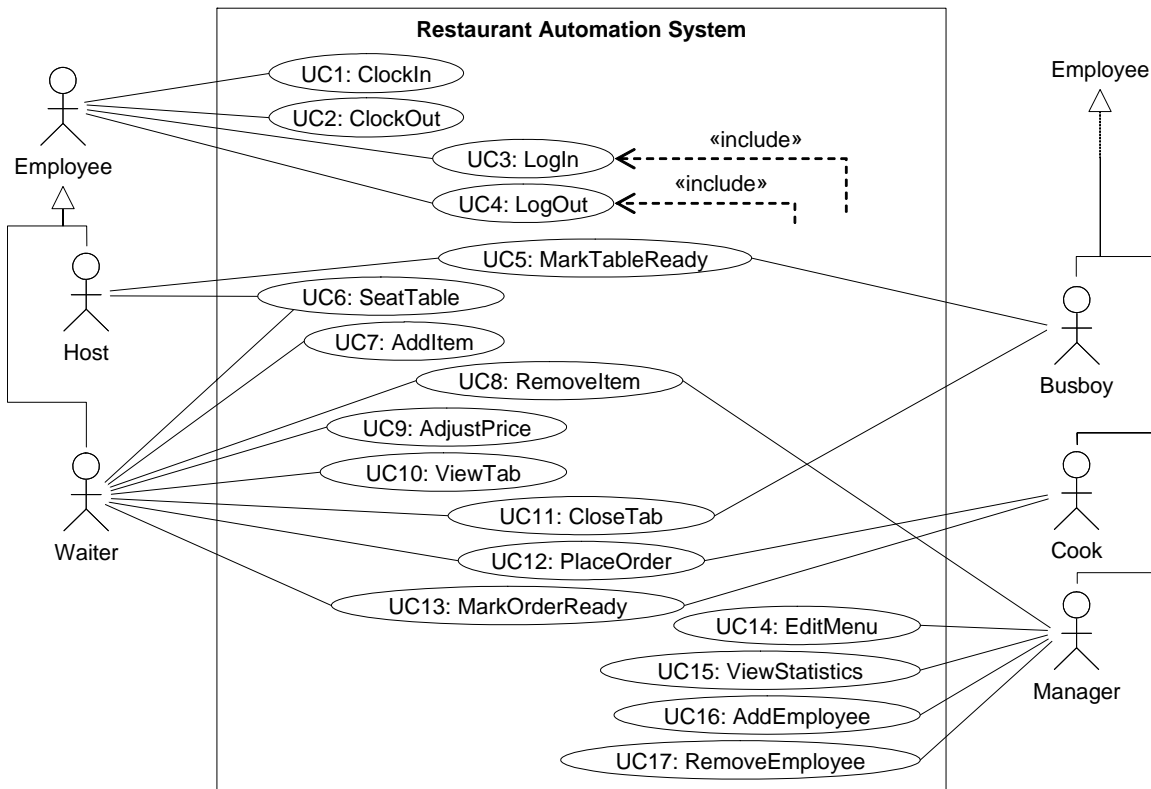 Restaurant Automation System
UC1: ClockIn
Employee
UC2: ClockOut
Employee
«include»
UC3: LogIn
«include»
UC4: LogOut
UC5: MarkTableReady
UC6: SeatTable
Host
UC7: AddItem
UC8: RemoveItem
Busboy
UC9: AdjustPrice
UC10: ViewTab
UC11: CloseTab
Waiter
UC12: PlaceOrder
Cook
UC13: MarkOrderReady
UC14: EditMenu
UC15: ViewStatistics
Manager
UC16: AddEmployee
UC17: RemoveEmployee